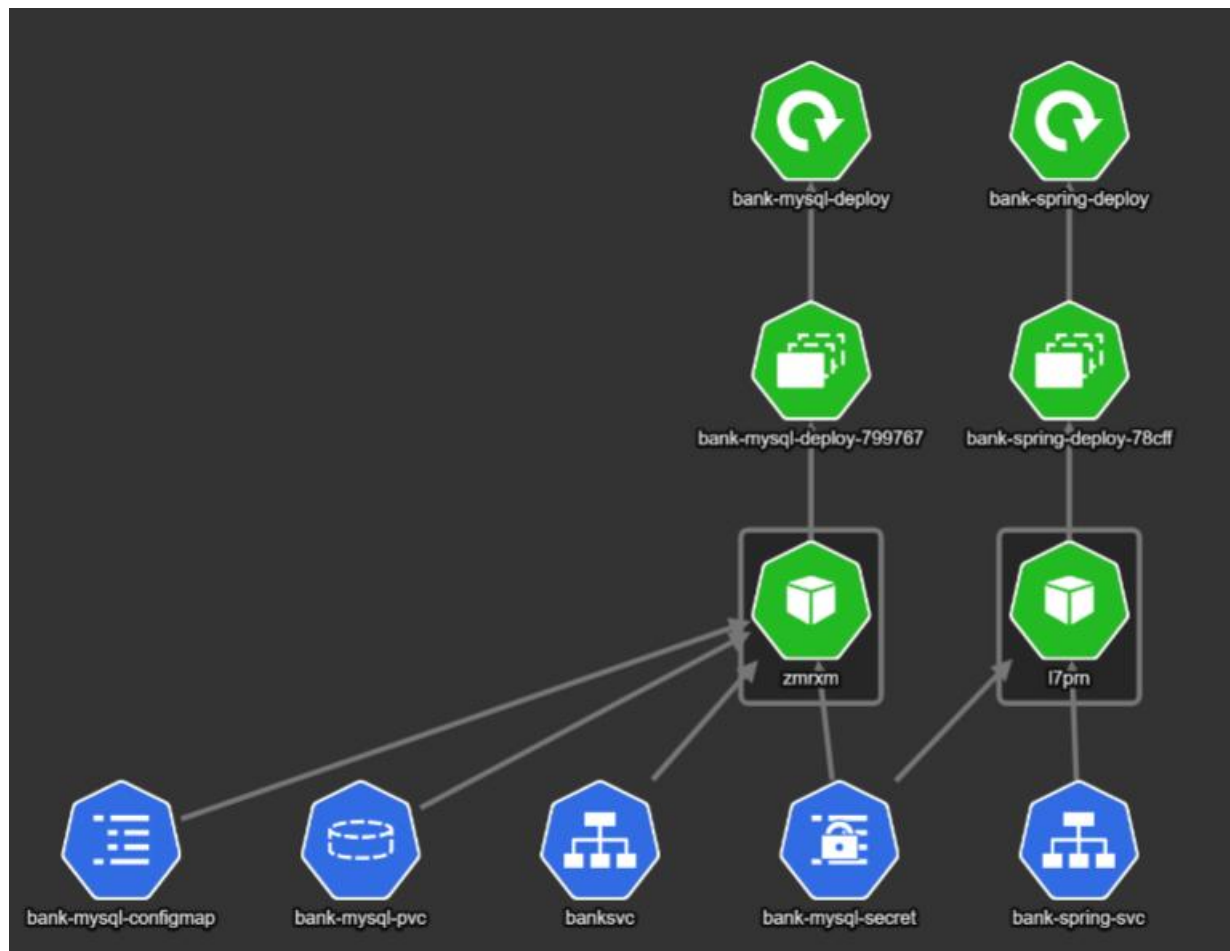 bank-mysql-deploy
bank-spring-deploy
bank-mysql-deploy-799767
bank-spring-deploy-78cff
zmrxm
l7prn
bank-mysql-configmap
bank-mysql-pvc
banksvc
bank-mysql-secret
bank-spring-svc